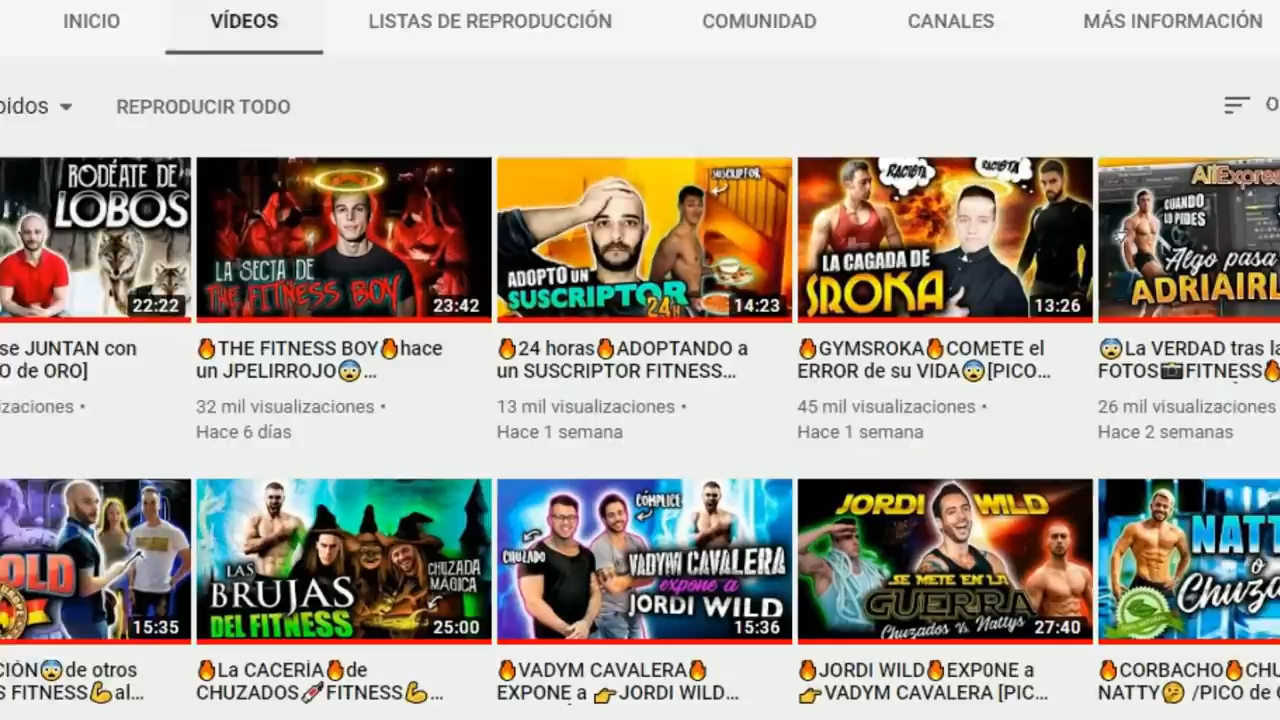 INICIO
VÍDEOS
LISTAS DE REPRODUCCIÓN
COMUNIDAD
CANALES
MÁS INFORMACIÓN
bidos
REPRODUCIR TODO
O
RODÉATE DE
LOBOS
22:22
LA SECTA DE
THE FITNESS BOY
23:42
SUSCRIPTOR
ADOPTO UN
SUSCRIPTOR
24H
14:23
RACISTA
RACISTA
LA CAGADA DE
SROKA
13:26
AliExpres
CUANDO
LO PIDES
Algo pasa
ADRIAIRL
se JUNTAN con
O de ORO]
izaciones •
🔥THE FITNESS BOY🔥hace
un JPELIRROJO😨...
32 mil visualizaciones •
Hace 6 días
🔥24 horas🔥ADOPTANDO a
un SUSCRIPTOR FITNESS...
13 mil visualizaciones •
Hace 1 semana
🔥GYMSROKA🔥COMETE el
ERROR de su VIDA😨[PICO...
45 mil visualizaciones •
Hace 1 semana
😨La VERDAD tras la
FOTOS📸FITNESS🔥
26 mil visualizaciones
Hace 2 semanas
OLD
15:35
LAS
BRUJAS
DEL FITNESS
CHUZADA
MÁGICA
25:00
CÓMPLICE
CHUZADO
VADYM CAVALERA
expone a
JORDI WILD
15:36
JORDI WILD
SE METE EN LA
GUERRA
Chuzados Vs. Nattys
27:40
NATT
o
Chuza
CIÓN😨de otros
S FITNESS💪al...
🔥La CACERÍA🔥de
CHUZADOS💉FITNESS💪...
🔥VADYM CAVALERA🔥
EXPONE a 👉JORDI WILD...
🔥JORDI WILD🔥EXP0NE a
👉VADYM CAVALERA [PIC...
🔥CORBACHO🔥CHU
NATTY🤔 /PICO de O